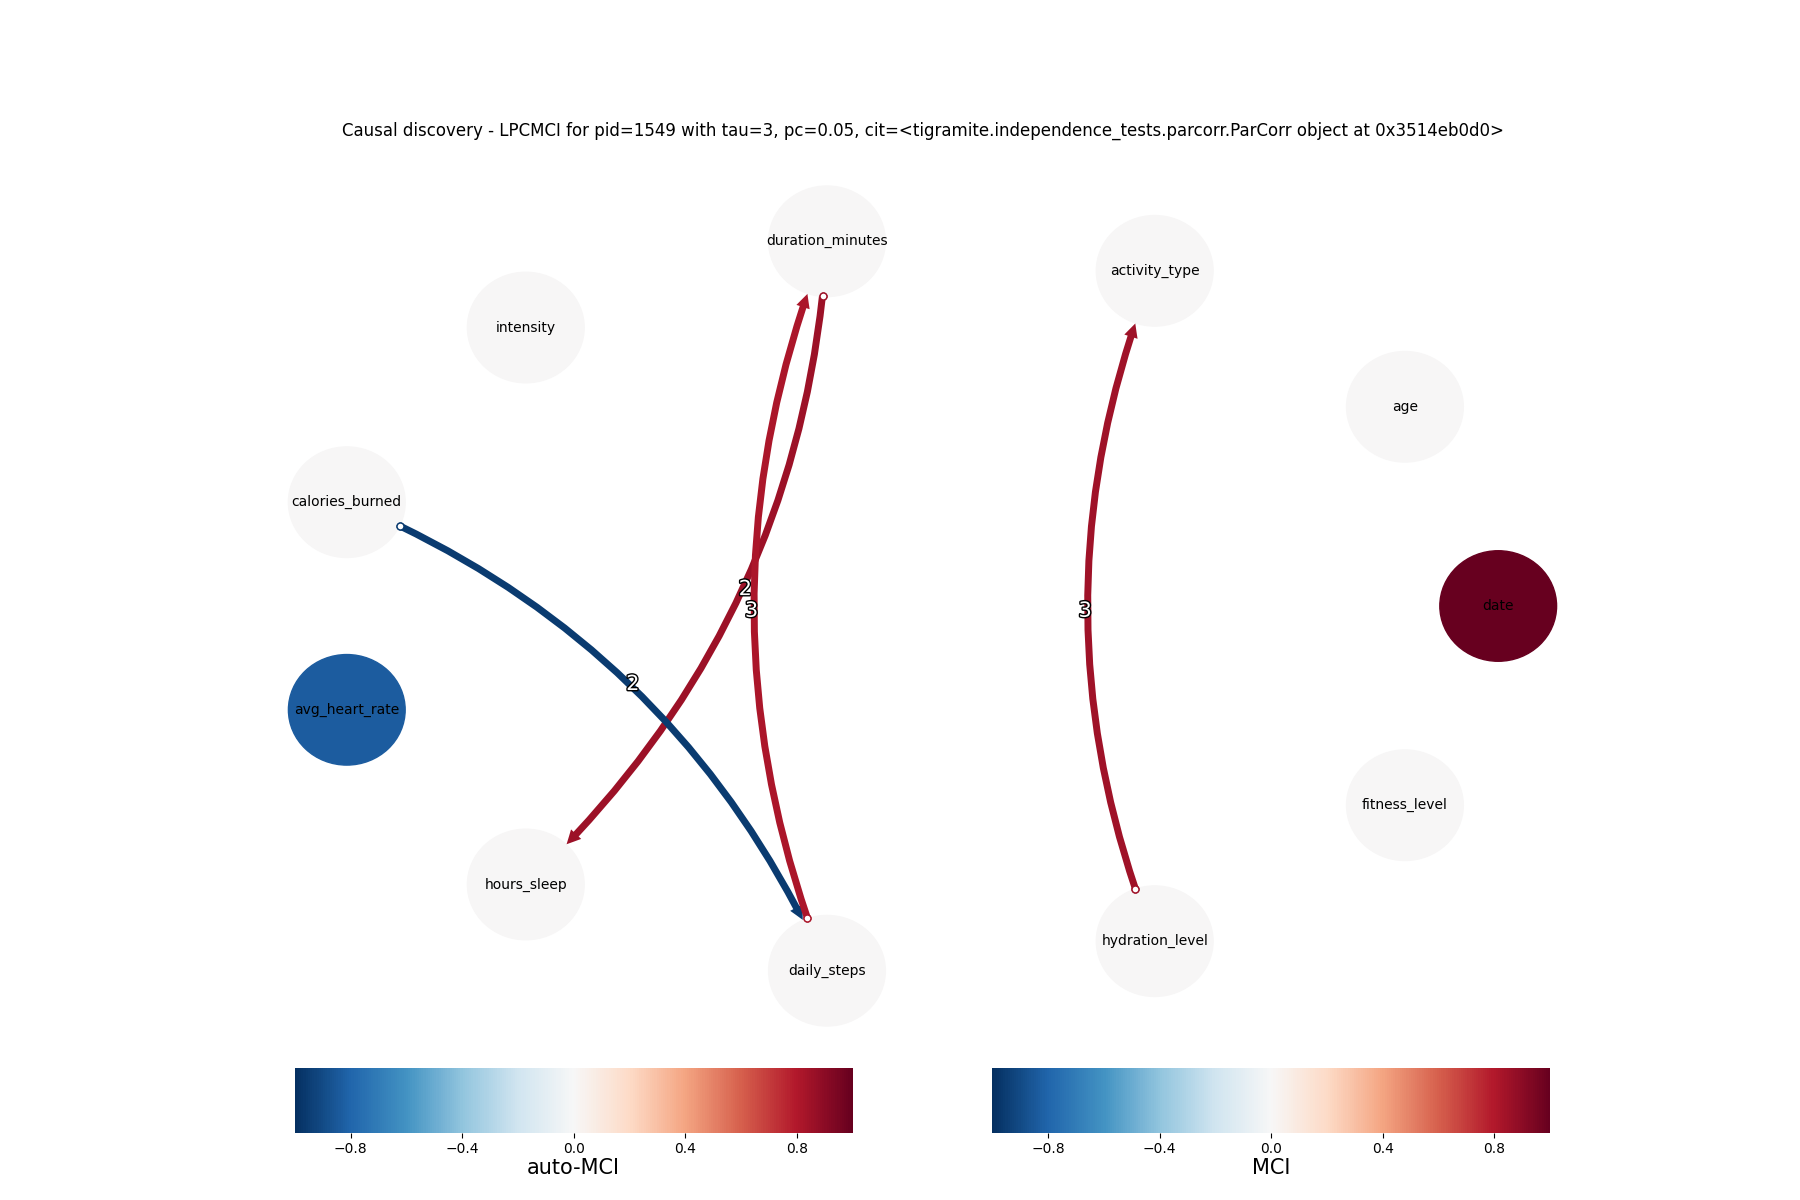 Causal discovery - LPCMCI for pid=1549 with tau=3, pc=0.05, cit=<tigramite.independence_tests.parcorr.ParCorr object at 0x3514eb0d0>
duration_minutes
activity_type
intensity
age
calories_burned
2
3
3
date
2
avg_heart_rate
fitness_level
hours_sleep
hydration_level
daily_steps
−0.8 −0.4 0.0 0.4 0.8
auto-MCI
−0.8 −0.4 0.0 0.4 0.8
MCI